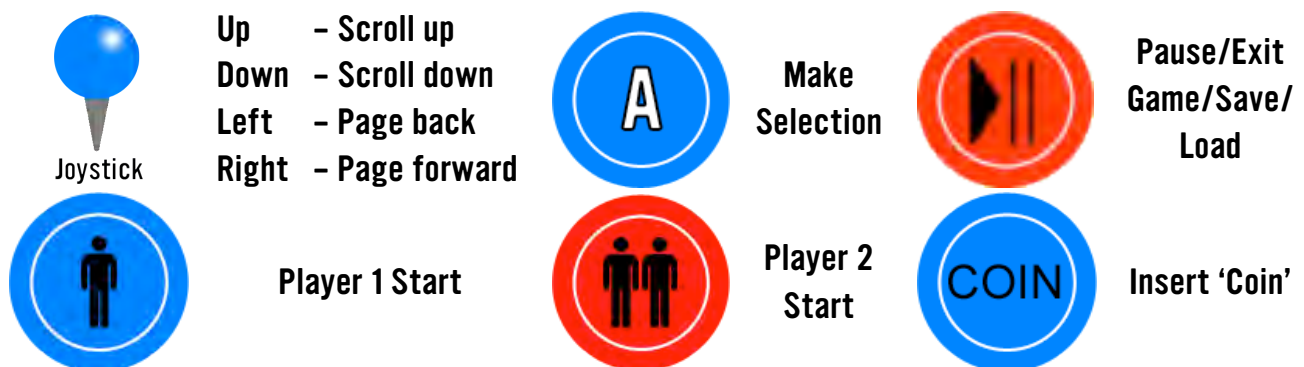 Up – Scroll up
Down – Scroll down
Left – Page back
Right – Page forward
Joystick
A
Make
Selection
Pause/Exit
Game/Save/
Load
Player 1 Start
Player 2
Start
COIN
Insert ‘Coin’